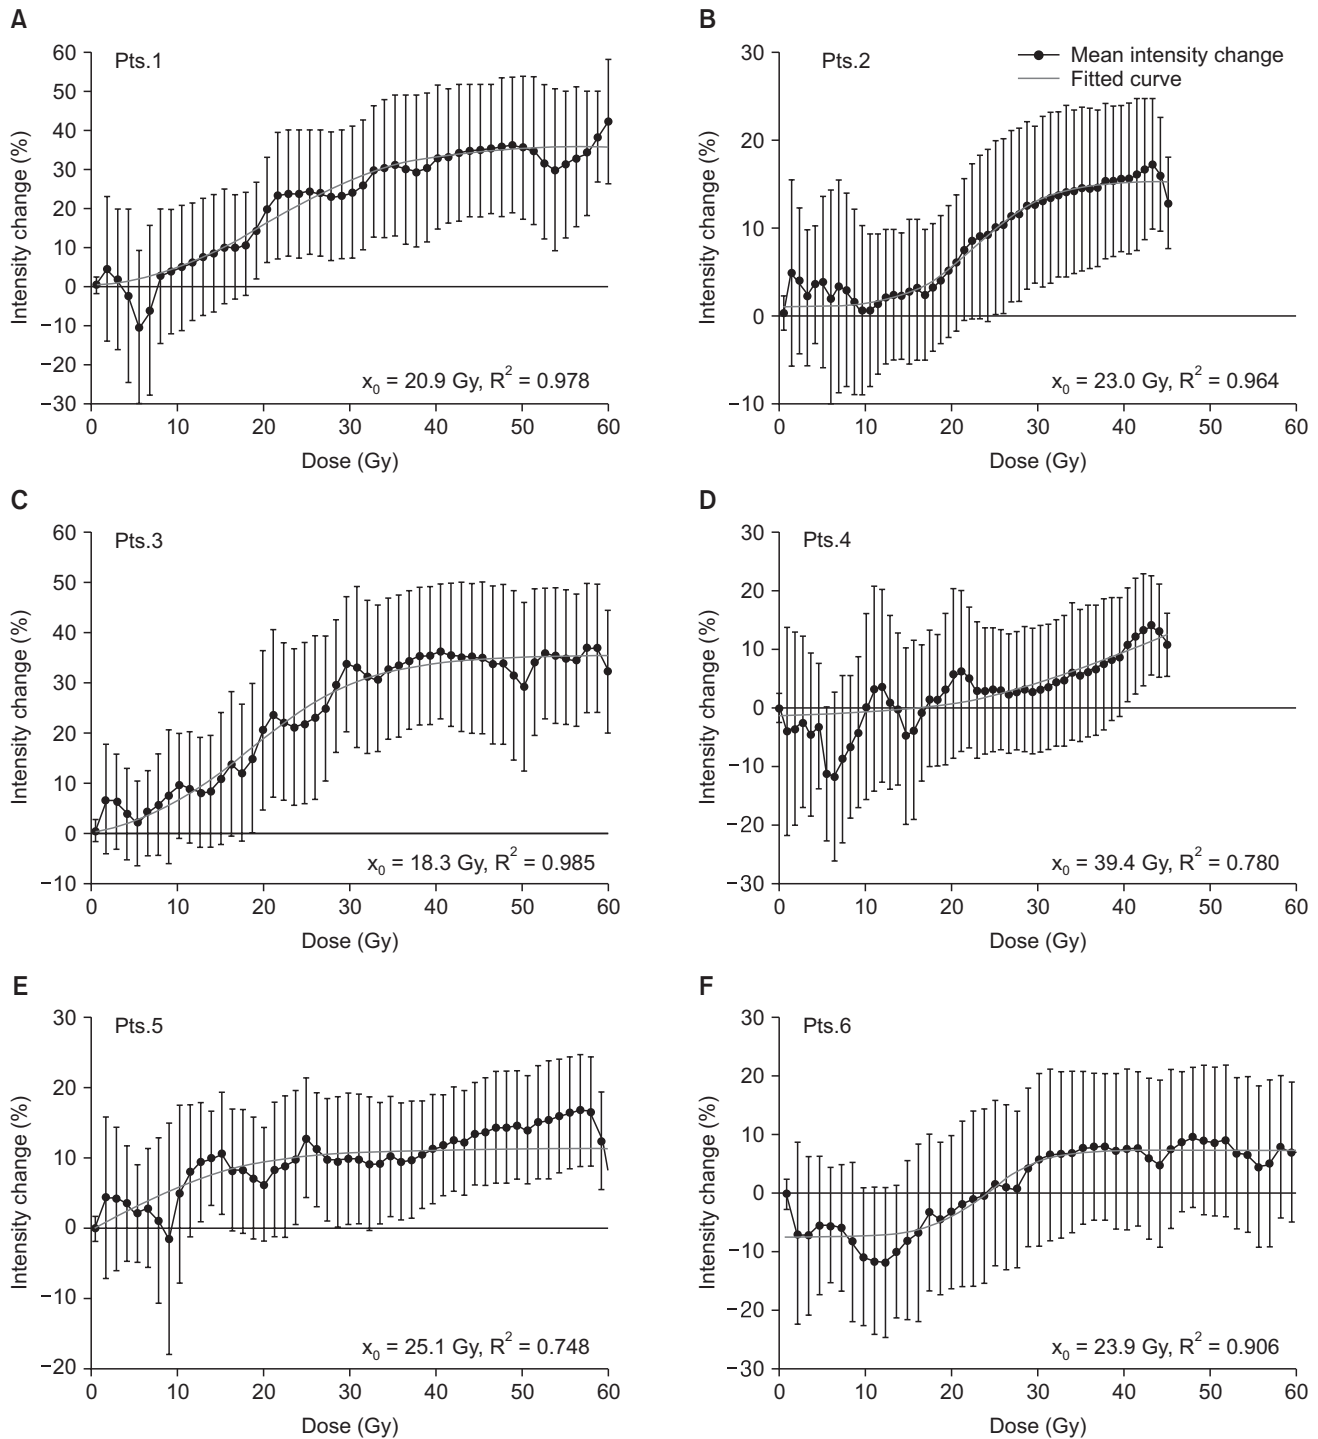 A
Pts.1
60
50
40
30
20
10
0
−10
−20
−30
Intensity change (%)
x0 = 20.9 Gy, R2 = 0.978
0 10 20 30 40 50 60
Dose (Gy)
B
Pts.2
Mean intensity change
Fitted curve
30
20
10
0
−10
Intensity change (%)
x0 = 23.0 Gy, R2 = 0.964
0 10 20 30 40 50 60
Dose (Gy)
C
Pts.3
60
50
40
30
20
10
0
−10
Intensity change (%)
x0 = 18.3 Gy, R2 = 0.985
0 10 20 30 40 50 60
Dose (Gy)
D
Pts.4
30
20
10
0
−10
−20
−30
Intensity change (%)
x0 = 39.4 Gy, R2 = 0.780
0 10 20 30 40 50 60
Dose (Gy)
E
Pts.5
30
20
10
0
−10
−20
Intensity change (%)
x0 = 25.1 Gy, R2 = 0.748
0 10 20 30 40 50 60
Dose (Gy)
F
Pts.6
30
20
10
0
−10
−20
−30
Intensity change (%)
x0 = 23.9 Gy, R2 = 0.906
0 10 20 30 40 50 60
Dose (Gy)